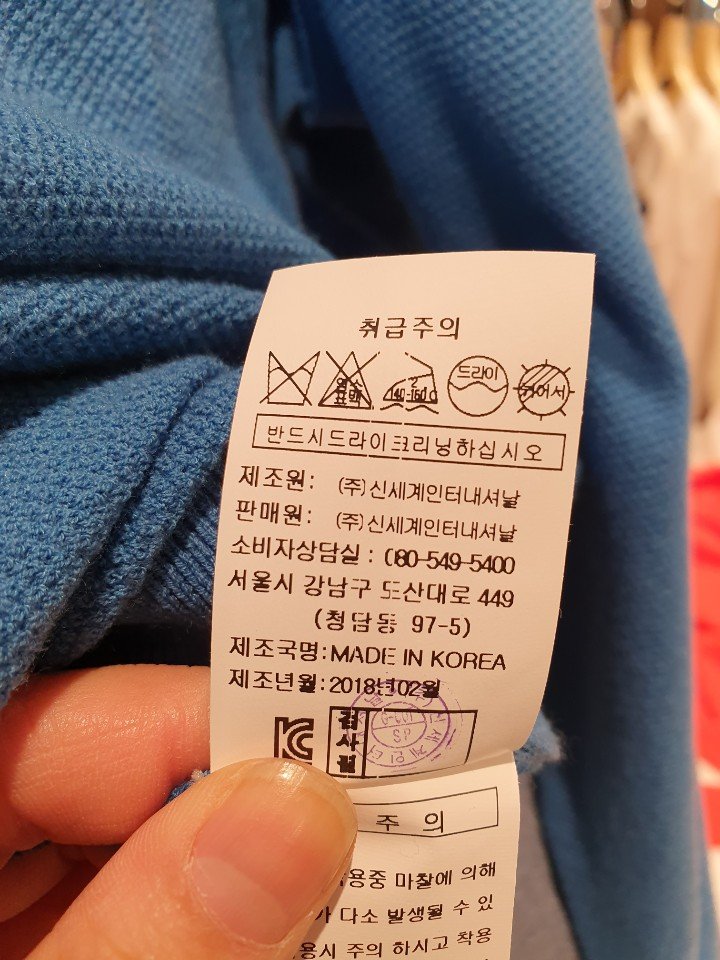 취급주의
염소
표백
2
140-160℃
드라이
뉘어서
반드시드라이크리닝하십시오
제조원: (주)신세계인터내셔날
판매원: (주)신세계인터내셔날
소비자상담실 : 080-549-5400
서울시 강남구 도산대로 449
(청담동 97-5)
제조국명:MADE IN KOREA
제조년월:2018년02월
검사필
주 의
용중 마찰에 의해
가 다소 발생될 수 있
용시 주의 하시고 착용